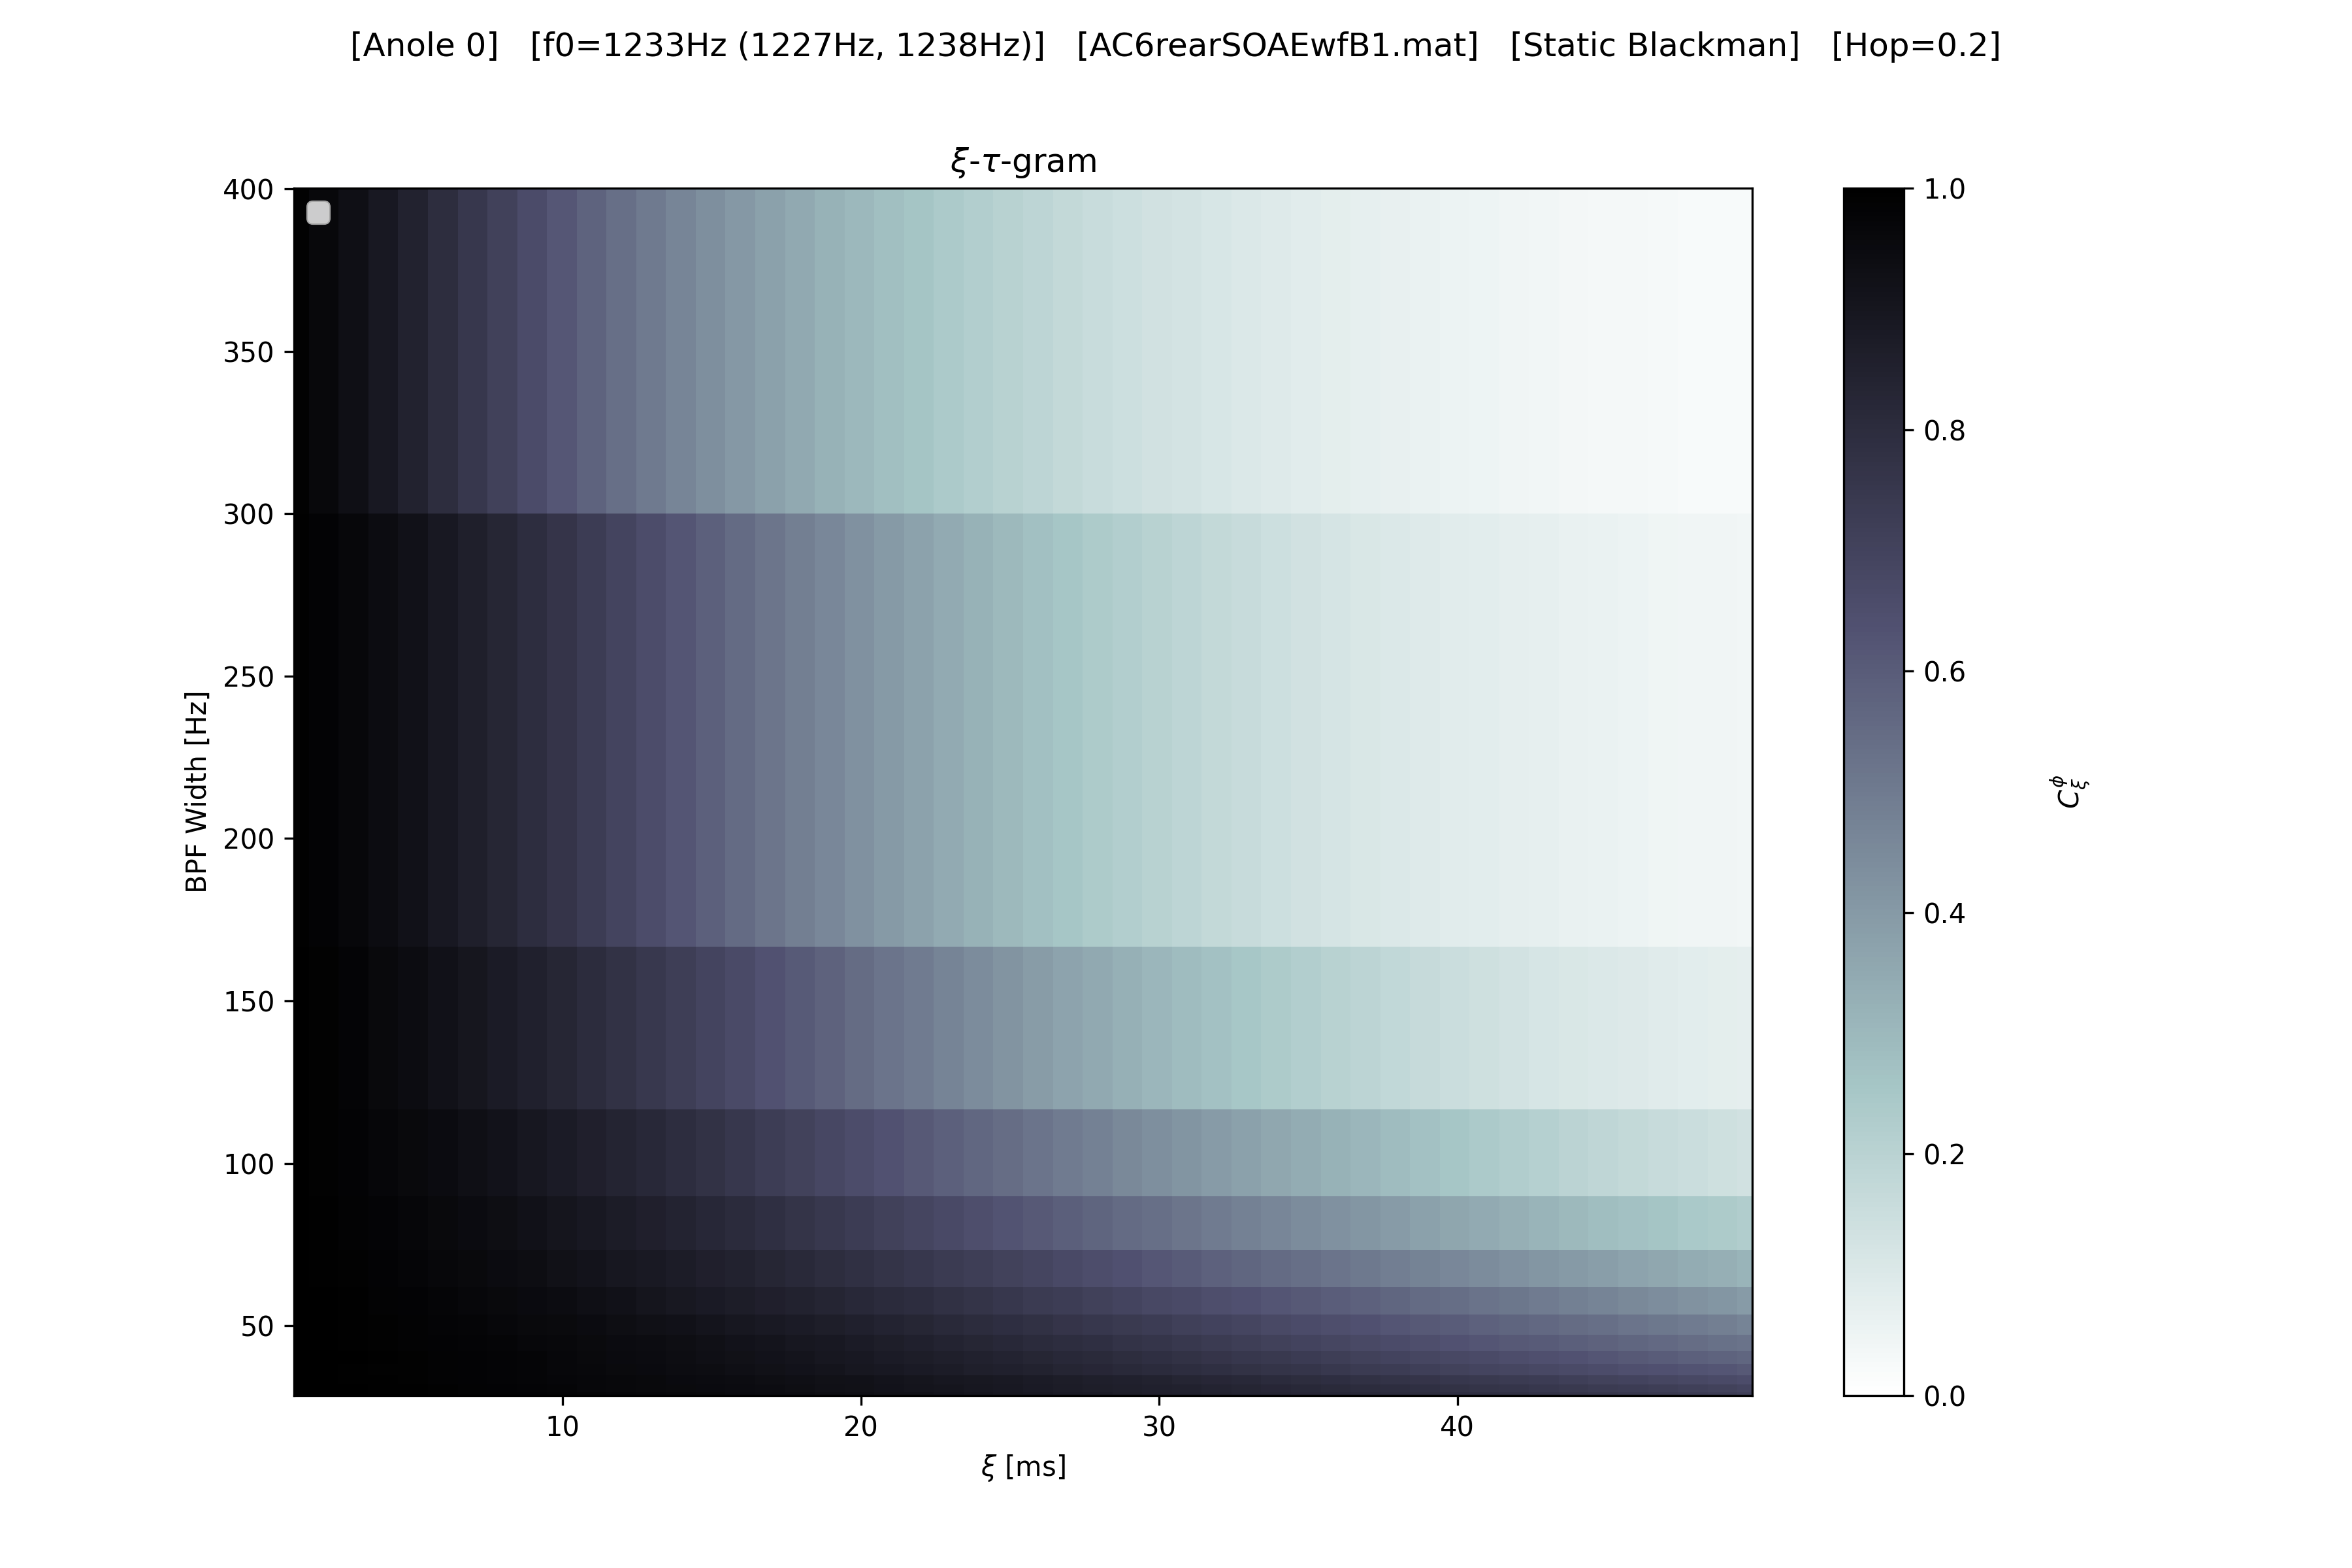 [Anole 0]   [f0=1233Hz (1227Hz, 1238Hz)]   [AC6rearSOAEwfB1.mat]   [Static Blackman]   [Hop=0.2]
ξ-τ-gram
400
350
300
250
200
150
100
50
BPF Width [Hz]
10 20 30 40
ξ [ms]
1.0
0.8
0.6
0.4
0.2
0.0
C_ξ^ϕ